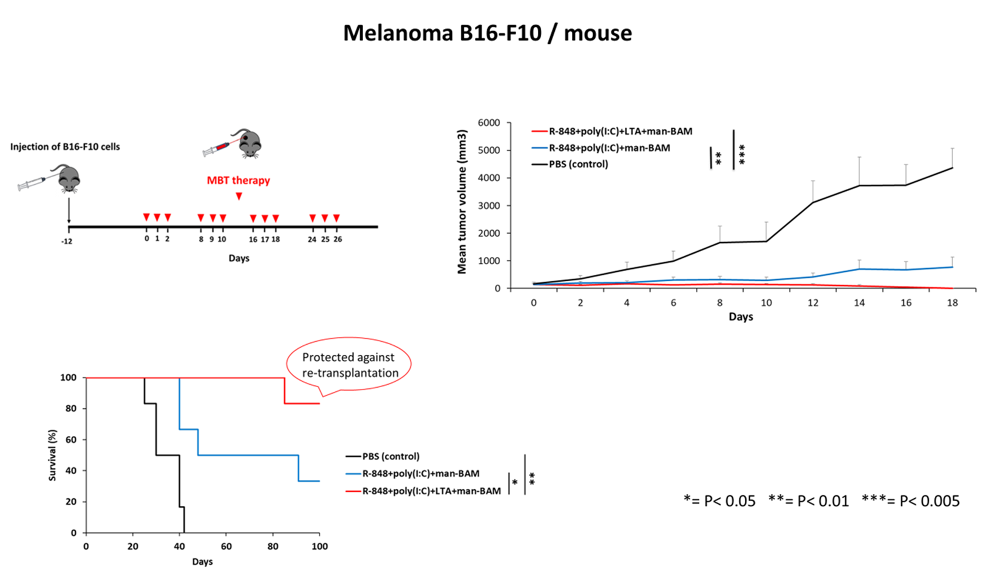 Melanoma B16-F10 / mouse
Injection of B16-F10 cells
MBT therapy
-12 0 1 2 8 9 10 16 17 18 24 25 26
Days
Mean tumor volume (mm3)
6000
5000
4000
3000
2000
1000
0
R-848+poly(I:C)+LTA+man-BAM
R-848+poly(I:C)+man-BAM
PBS (control)
**
***
0 2 4 6 8 10 12 14 16 18
Days
Protected against
re-transplantation
Survival (%)
100
80
60
40
20
0
0 20 40 60 80 100
Days
PBS (control)
R-848+poly(I:C)+man-BAM
R-848+poly(I:C)+LTA+man-BAM
*
**
*= P< 0.05 **= P< 0.01 ***= P< 0.005